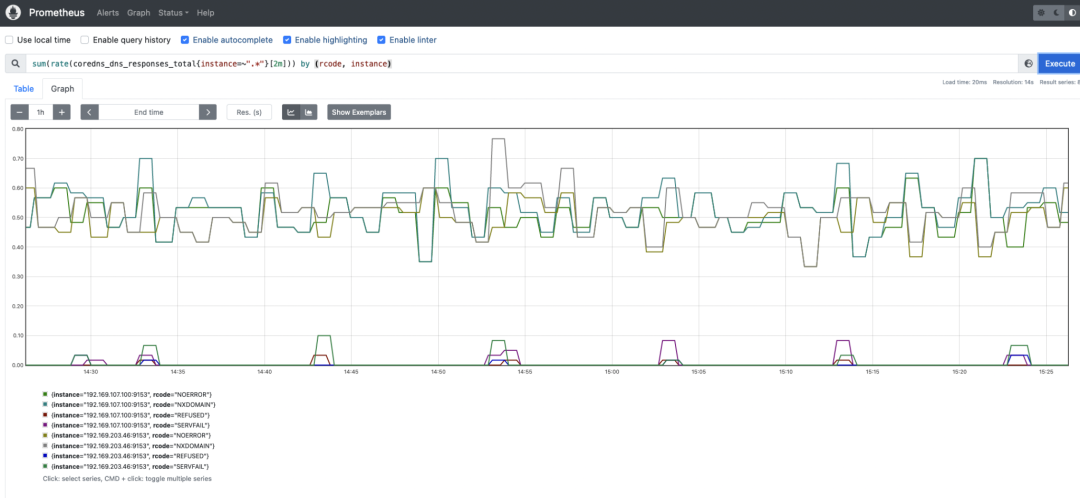 Prometheus Alerts Graph Status Help
Use local time Enable query history Enable autocomplete Enable highlighting Enable linter
sum(rate(coredns_dns_responses_total{instance=~".*"}[2m])) by (rcode, instance) Execute
Load time: 20ms Resolution: 14s Result series: 8
Table Graph
− 1h + End time Res. (s) Show Exemplars
0.80
0.70
0.60
0.50
0.40
0.30
0.20
0.10
0.00
14:30 14:35 14:40 14:45 14:50 14:55 15:00 15:05 15:10 15:15 15:20 15:25
{instance="192.169.107.100:9153", rcode="NOERROR"}
{instance="192.169.107.100:9153", rcode="NXDOMAIN"}
{instance="192.169.107.100:9153", rcode="REFUSED"}
{instance="192.169.107.100:9153", rcode="SERVFAIL"}
{instance="192.169.203.46:9153", rcode="NOERROR"}
{instance="192.169.203.46:9153", rcode="NXDOMAIN"}
{instance="192.169.203.46:9153", rcode="REFUSED"}
{instance="192.169.203.46:9153", rcode="SERVFAIL"}
Click: select series, CMD + click: toggle multiple series